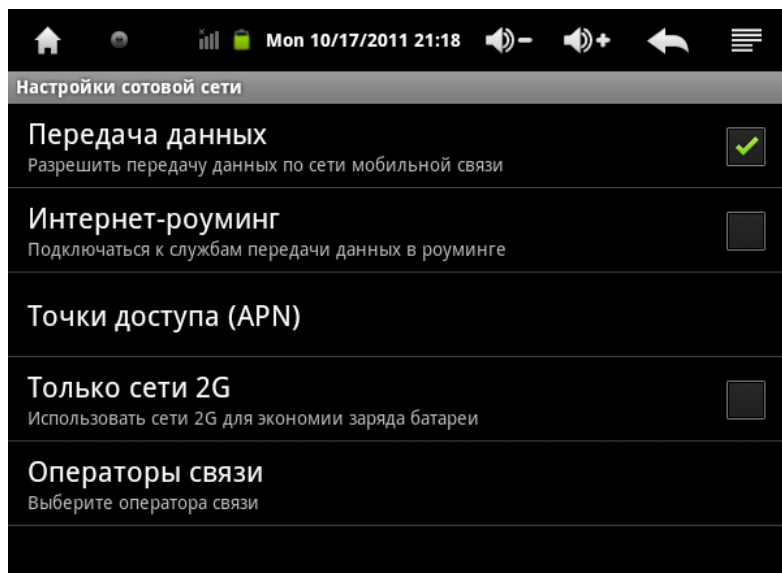 Mon 10/17/2011 21:18
Настройки сотовой сети
Передача данных
Разрешить передачу данных по сети мобильной связи
Интернет-роуминг
Подключаться к службам передачи данных в роуминге
Точки доступа (APN)
Только сети 2G
Использовать сети 2G для экономии заряда батареи
Операторы связи
Выберите оператора связи